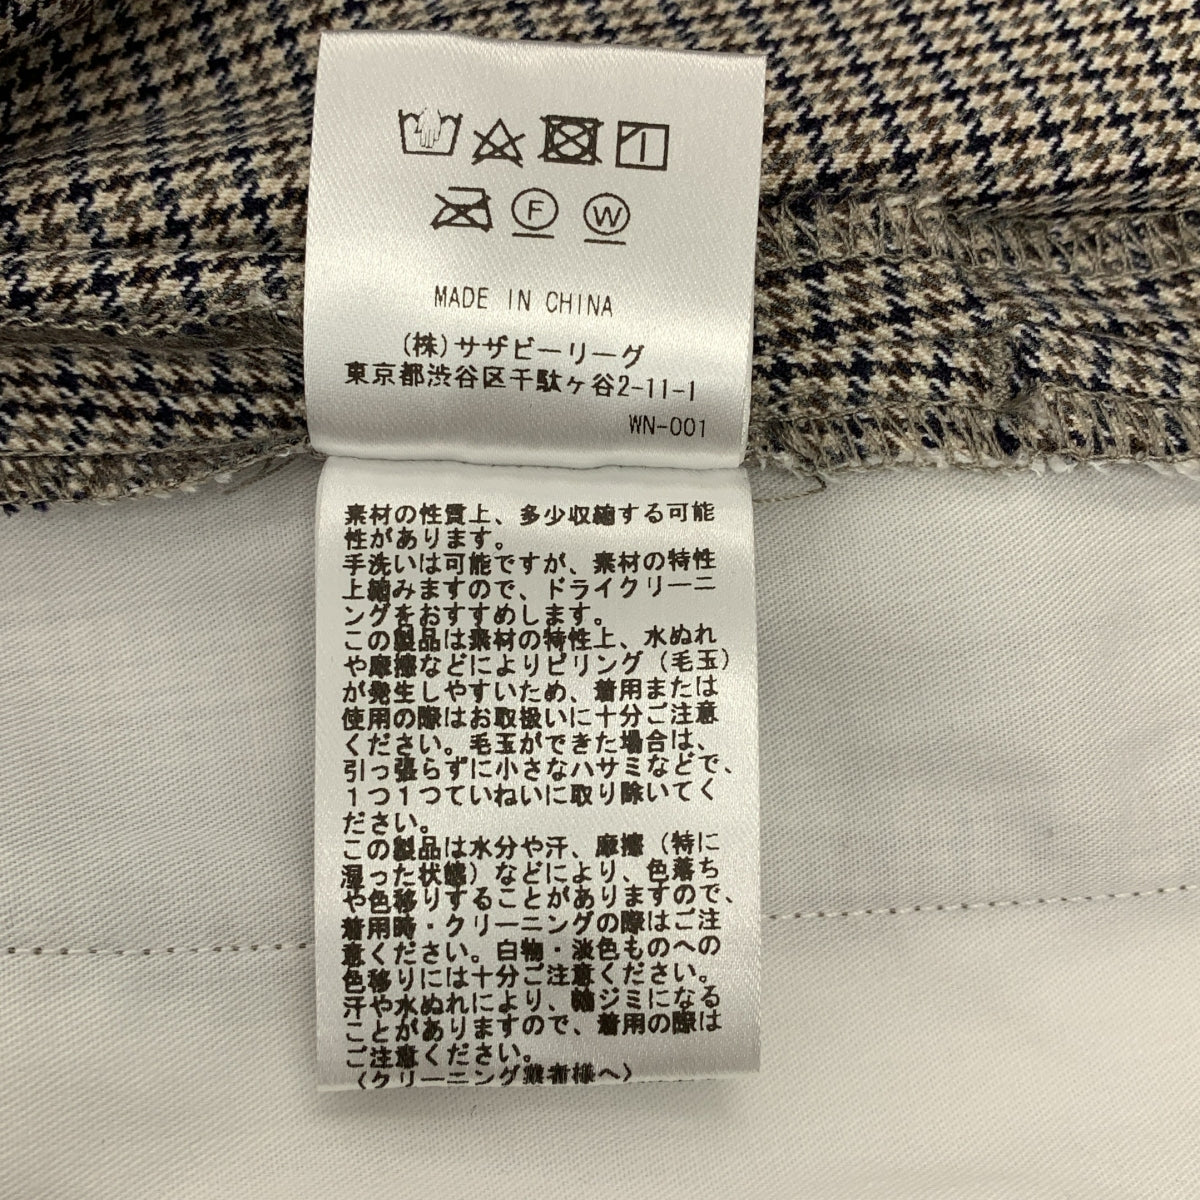 F W
MADE IN CHINA
(株)サザビーリーグ
東京都渋谷区千駄ヶ谷2-11-1
WN-001
素材の性質上、多少収縮する可能
性があります。
手洗いは可能ですが、素材の特性
上縮みますので、ドライクリーニ
ングをおすすめします。
この製品は素材の特性上、水ぬれ
や摩擦などによりピリング(毛玉)
が発生しやすいため、着用または
使用の際はお取扱いに十分ご注意
ください。毛玉ができた場合は、
引っ張らずに小さなハサミなどで、
1つ1つていねいに取り除いてく
ださい。
この製品は水分や汗、摩擦(特に
湿った状態)などにより、色落ち
や色移りすることがありますので、
着用時・クリーニングの際はご注
意ください。白物・淡色ものへの
色移りには十分ご注意ください。
汗や水ぬれにより、輪ジミになる
ことがありますので、着用の際は
ご注意ください。
〈クリーニング業者様へ〉